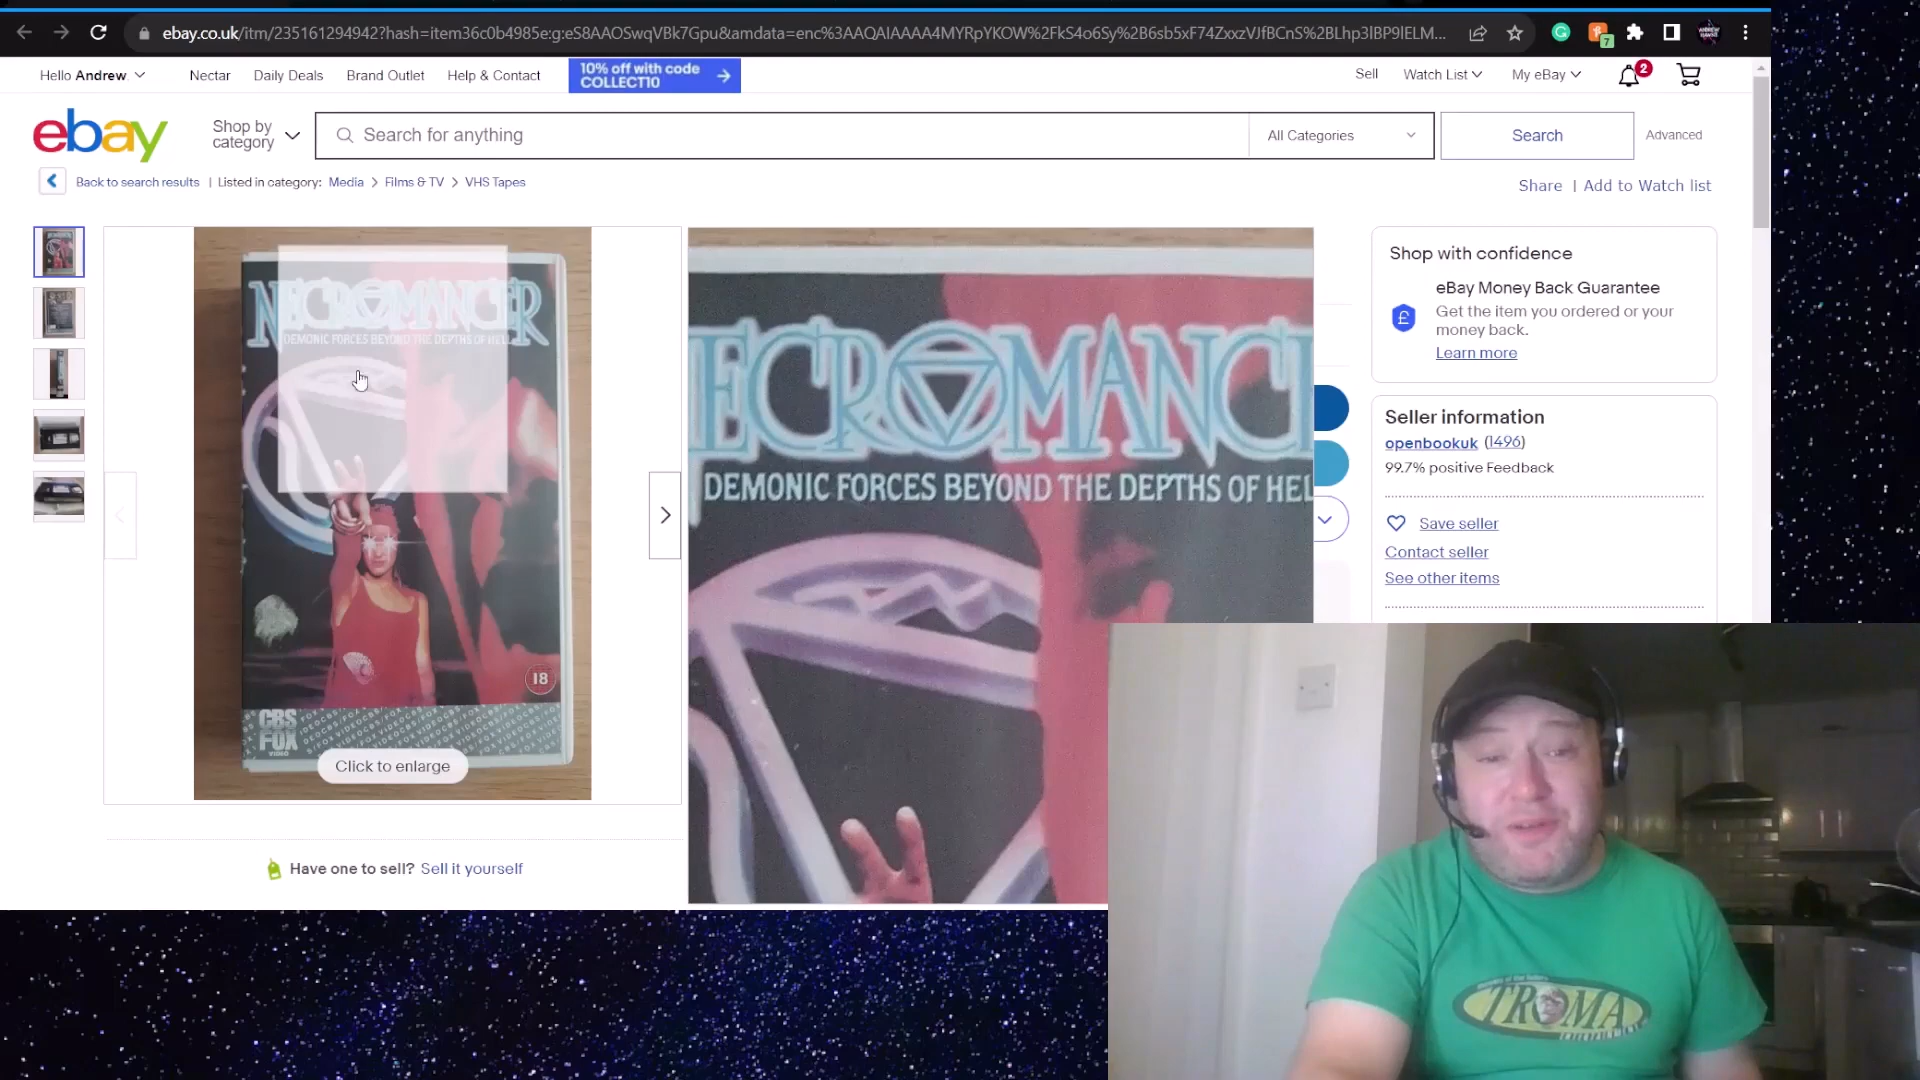 ebay.co.uk/itm/235161294942?hash=item36c0b4985e:g:eS8AAOSwqVBk7Gpu&amdata=enc%3AAQAIAAAA4MYRpYKOW%2FkS4o6Sy%2B6sb5xF74ZxxzVJfBCnS%2BLhp3lBP9lELM...
7
Hello Andrew
Nectar
Daily Deals
Brand Outlet
Help & Contact
10% off with code
COLLECT10
Sell
Watch List
My eBay
2
ebay
Shop by
category
Search for anything
All Categories
Search
Advanced
Back to search results | Listed in category: Media > Films & TV > VHS Tapes
Share | Add to Watch list
NECROMANCER
DEMONIC FORCES BEYOND THE DEPTHS OF HELL
18
CBS
FOX
VIDEO
Click to enlarge
ECROMANC
DEMONIC FORCES BEYOND THE DEPTHS OF HEL
Have one to sell? Sell it yourself
Shop with confidence
eBay Money Back Guarantee
Get the item you ordered or your
money back.
Learn more
Seller information
openbookuk (1496)
99.7% positive Feedback
Save seller
Contact seller
See other items
TROMA
ENTERTAINMENT